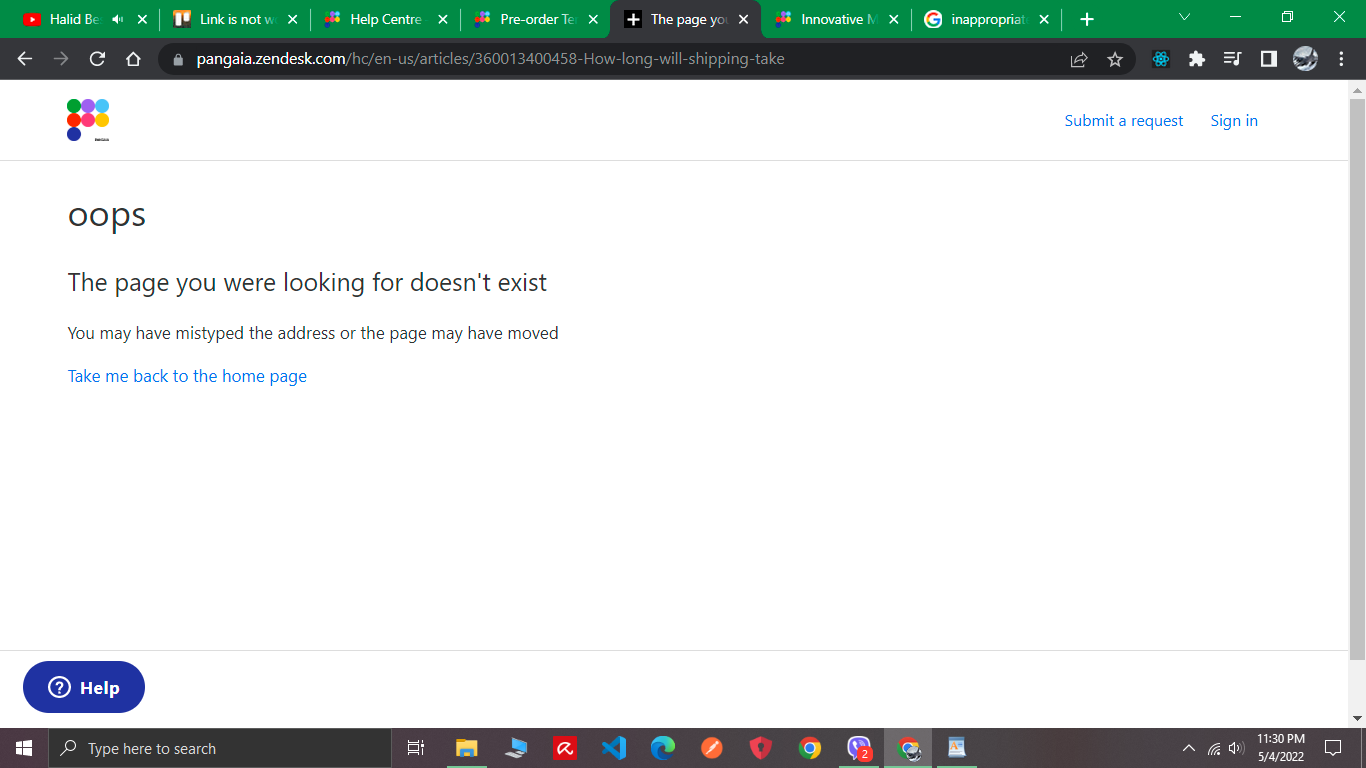 Halid Be
Link is not w
Help Centre
Pre-order Te
The page yo
Innovative M
inappropriate
pangaia.zendesk.com/hc/en-us/articles/360013400458-How-long-will-shipping-take
Submit a request
Sign in
oops
The page you were looking for doesn't exist
You may have mistyped the address or the page may have moved
Take me back to the home page
Help
Type here to search
2
11:30 PM
5/4/2022